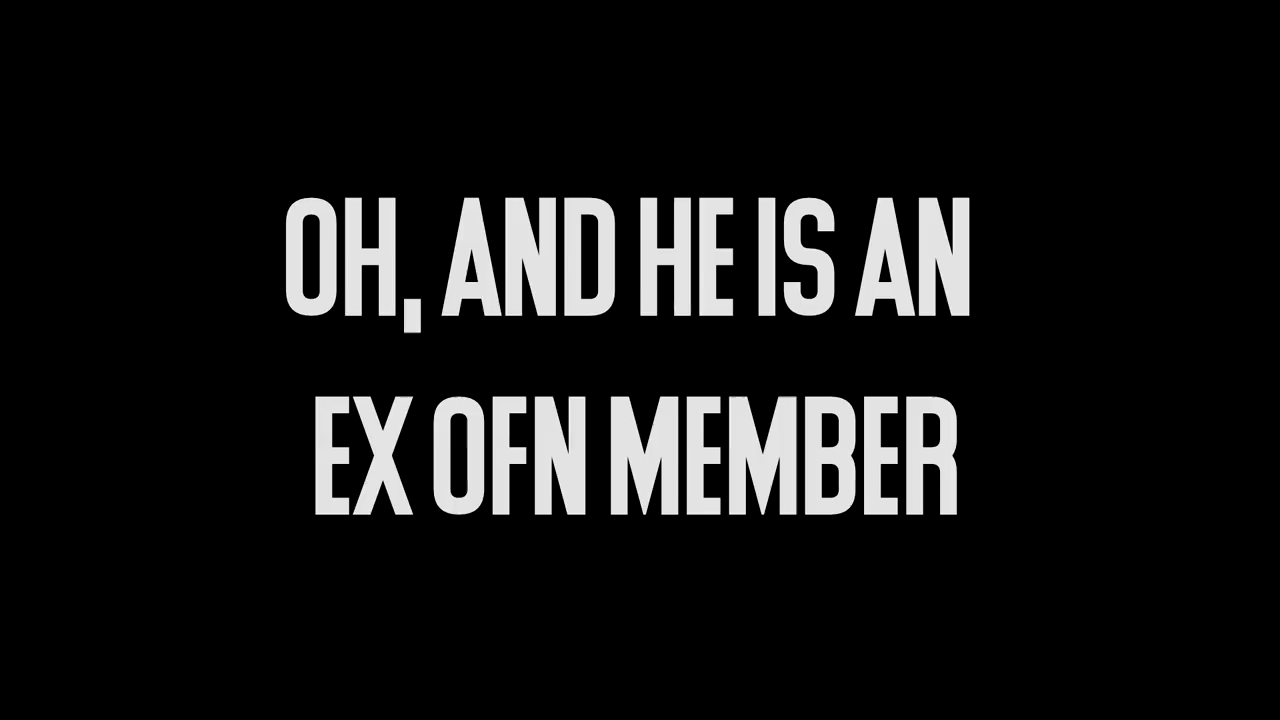 OH, AND HE IS AN
EX OFN MEMBER